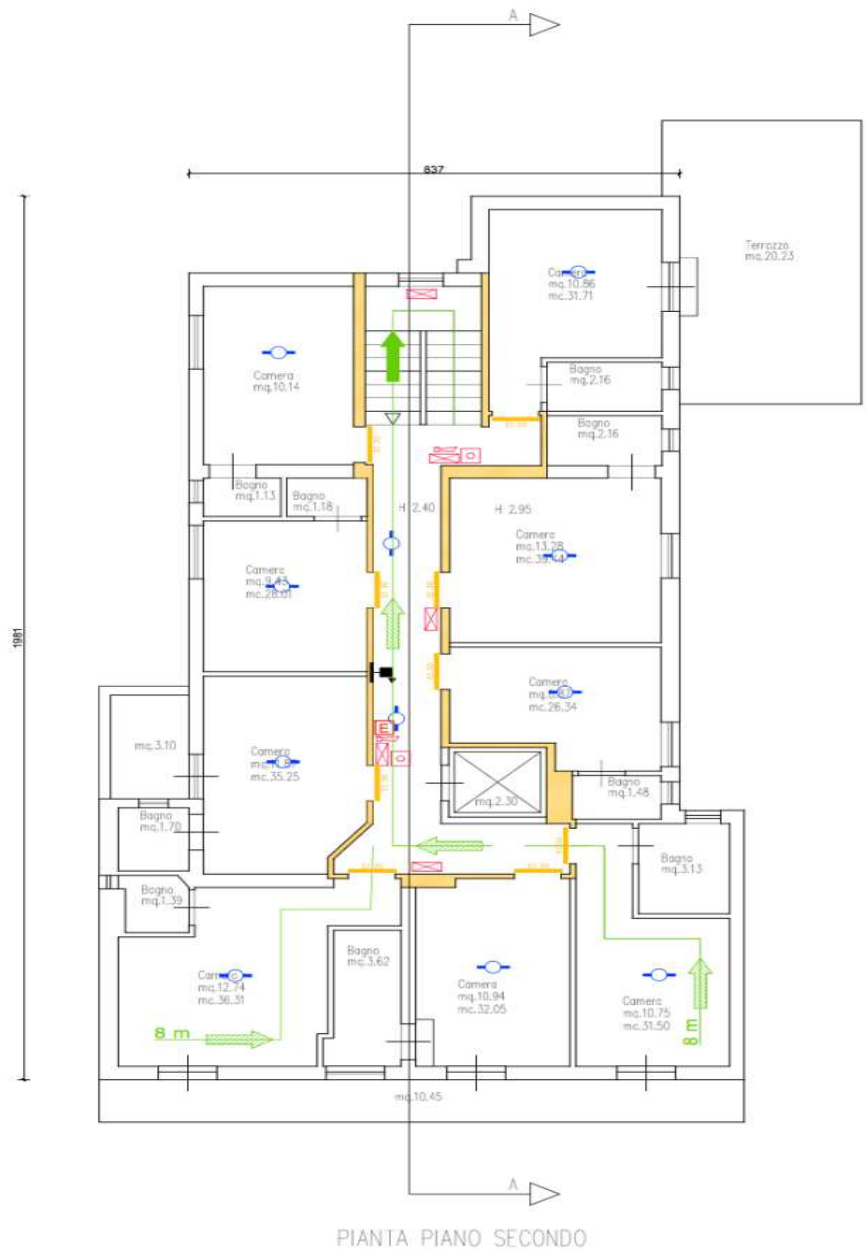 A
837
Terrazzo
mq.20.23
Camera
mq.10.86
mc.31.71
Camera
mq.10.14
Bagno
mq.2.16
Bagno
mq.2.16
Bagno
mq.1.13
Bagno
mq.1.18
H 2.40
H 2.95
Camera
mq.13.28
Camera
mq.9.43
mc.28.01
1981
Camera
mc.26.34
mq.3.10
Camera
mc.35.25
E
mq.2.30
Bagno
mq.1.48
Bagno
mq.1.70
Bagno
mq.3.13
Bagno
mq.1.39
Bagno
mq.3.62
Camera
mq.12.74
mc.36.31
Camera
mq.10.94
mc.32.05
Camera
mq.10.75
mc.31.50
8 m
8 m
mq.10.45
A
PIANTA PIANO SECONDO